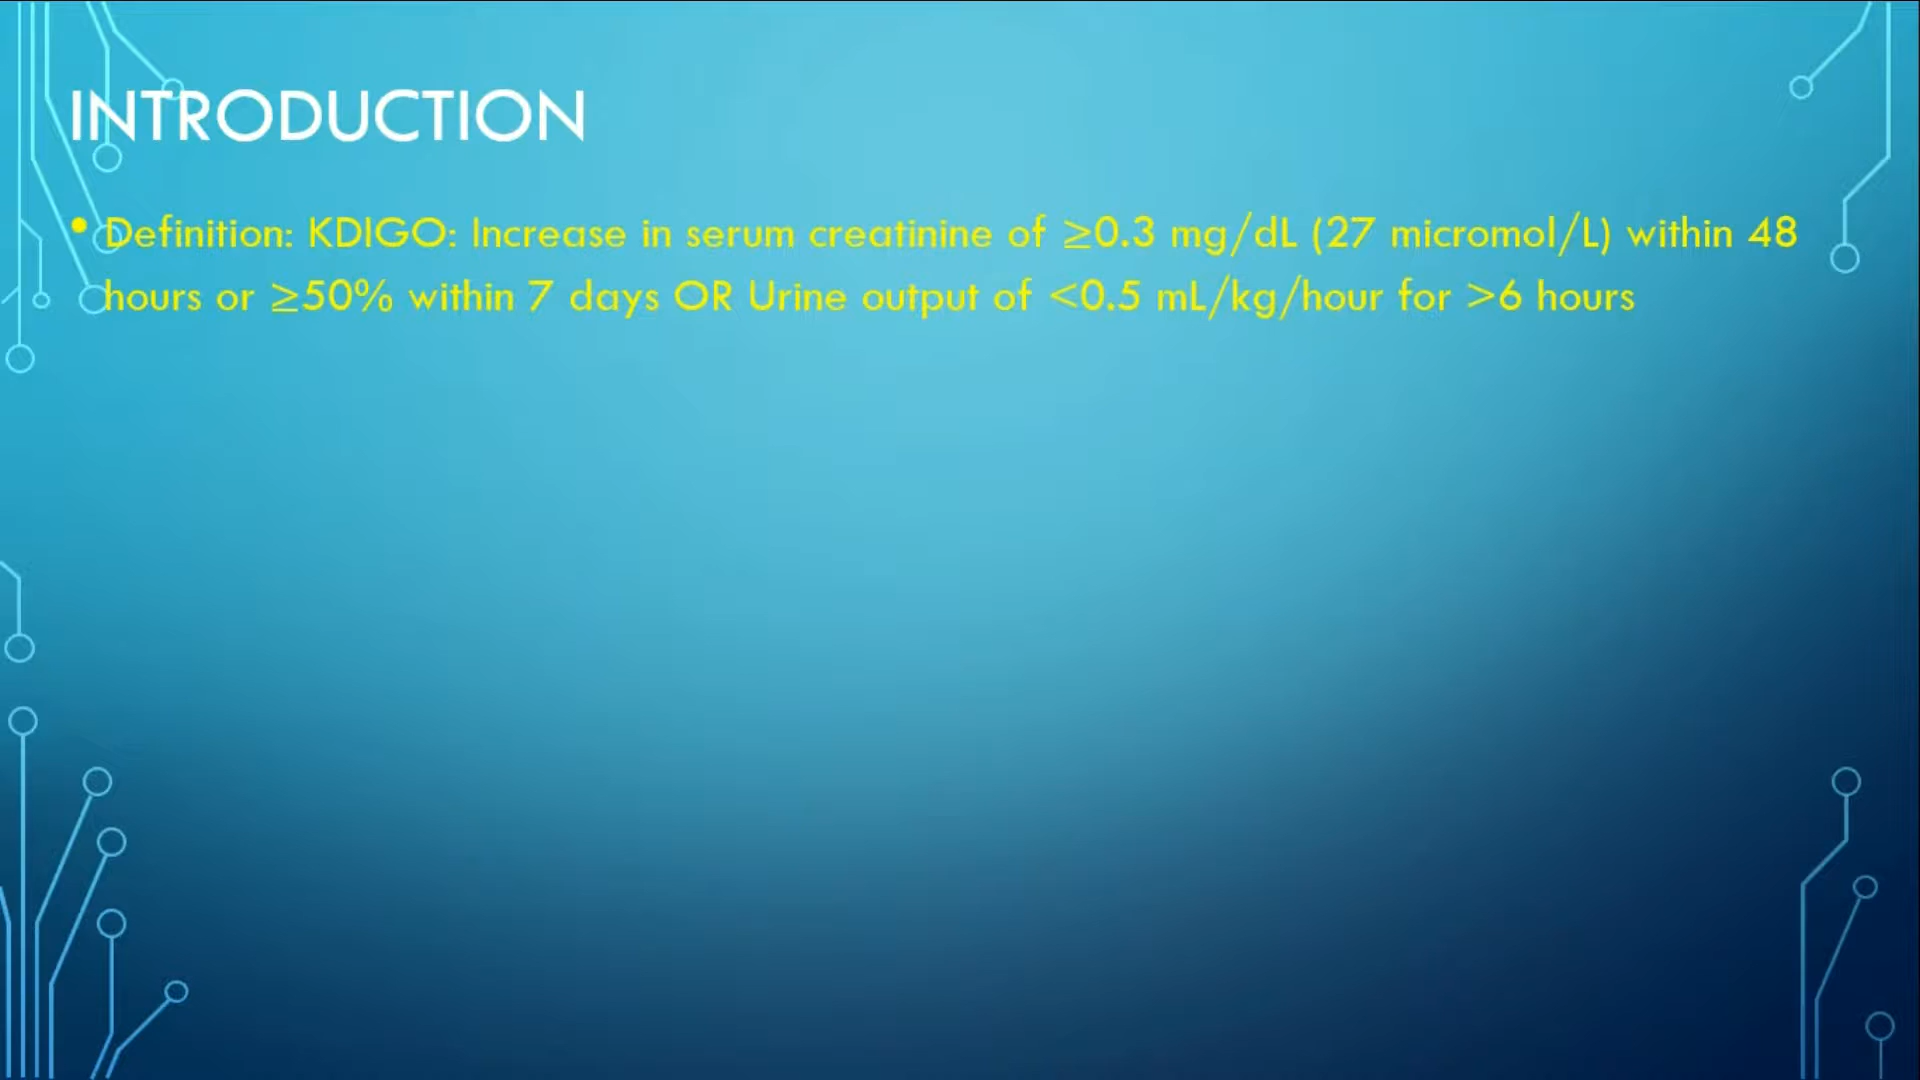 INTRODUCTION
• Definition: KDIGO: Increase in serum creatinine of ≥0.3 mg/dL (27 micromol/L) within 48
hours or ≥50% within 7 days OR Urine output of <0.5 mL/kg/hour for >6 hours